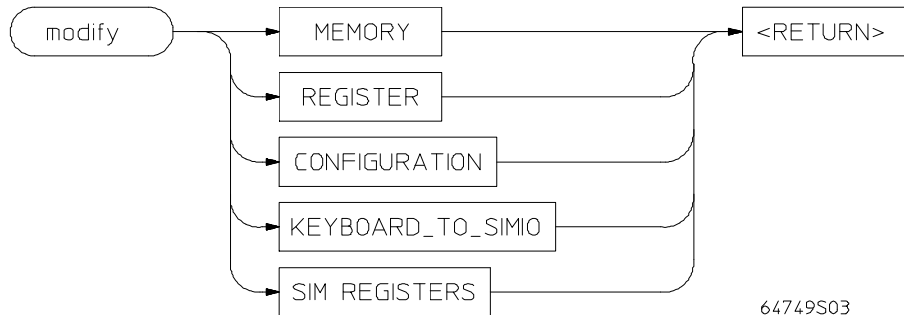 modify
MEMORY
<RETURN>
REGISTER
CONFIGURATION
KEYBOARD_TO_SIMIO
SIM REGISTERS
64749S03